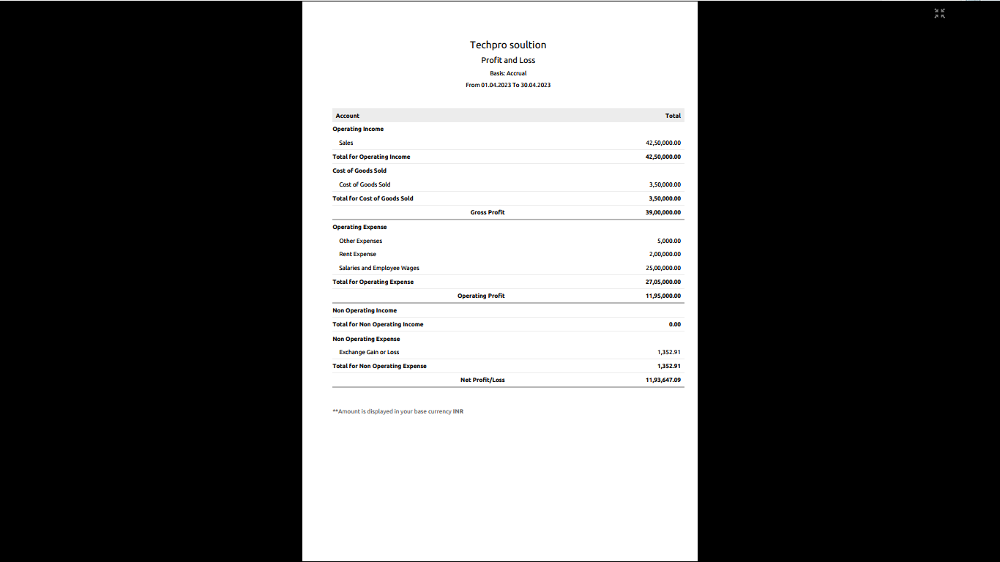 Techpro soultion
Profit and Loss
Basis: Accrual
From 01.04.2023 To 30.04.2023
Account Total
Operating Income
Sales 42,50,000.00
Total for Operating Income 42,50,000.00
Cost of Goods Sold
Cost of Goods Sold 3,50,000.00
Total for Cost of Goods Sold 3,50,000.00
Gross Profit 39,00,000.00
Operating Expense
Other Expenses 5,000.00
Rent Expense 2,00,000.00
Salaries and Employee Wages 25,00,000.00
Total for Operating Expense 27,05,000.00
Operating Profit 11,95,000.00
Non Operating Income
Total for Non Operating Income 0.00
Non Operating Expense
Exchange Gain or Loss 1,352.91
Total for Non Operating Expense 1,352.91
Net Profit/Loss 11,93,647.09
**Amount is displayed in your base currency INR